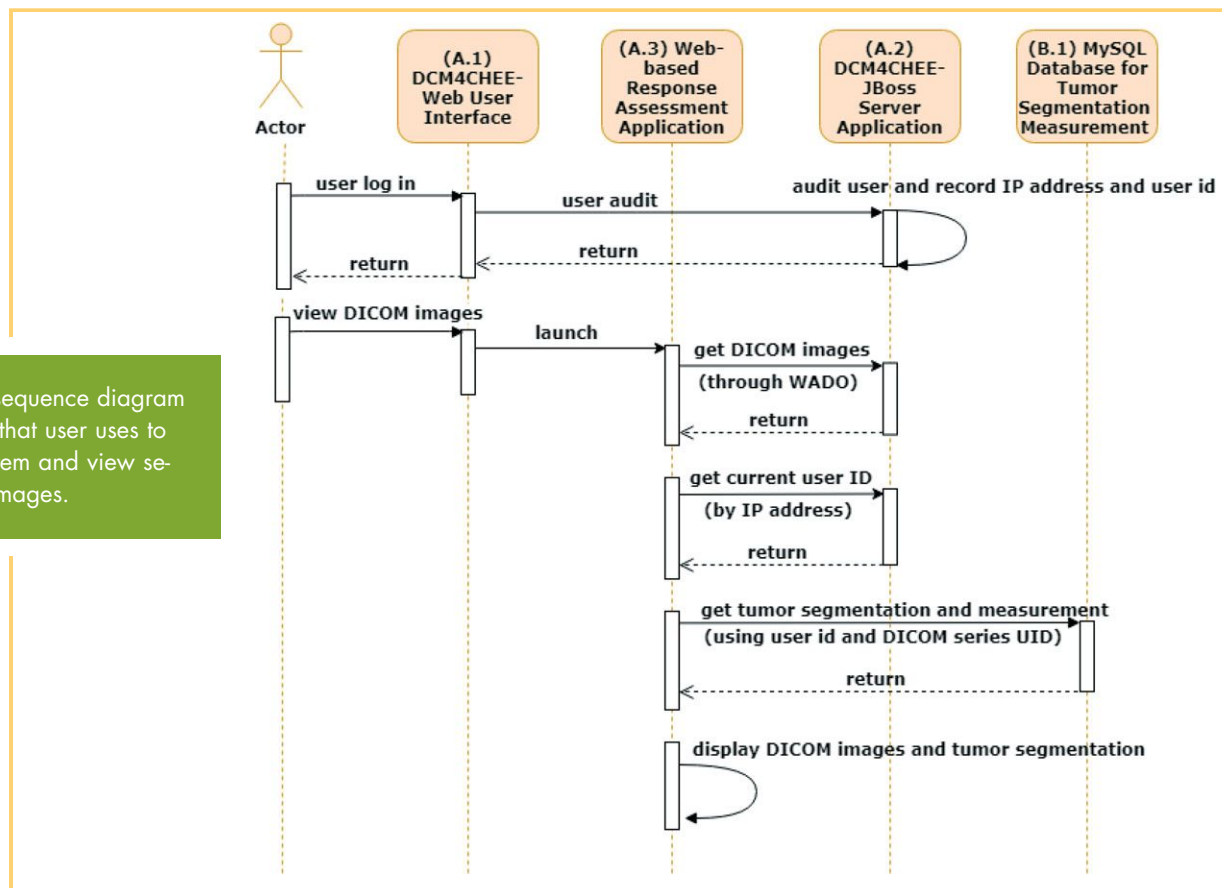 (A.1)
DCM4CHEE-
Web User
Interface
(A.3) Web-
based
Response
Assessment
Application
(A.2)
DCM4CHEE-
JBoss
Server
Application
(B.1) MySQL
Database for
Tumor
Segmentation
Measurement
Actor
user log in
user audit
audit user and record IP address and user id
return
return
view DICOM images
launch
get DICOM images
(through WADO)
return
get current user ID
(by IP address)
return
get tumor segmentation and measurement
(using user id and DICOM series UID)
return
display DICOM images and tumor segmentation
sequence diagram
that user uses to
em and view se-
mages.